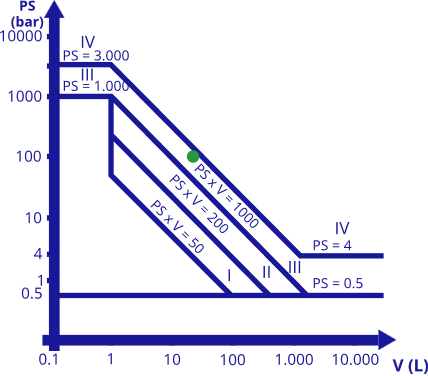 PS
(bar)
10000
1000
100
10
4
1
0.5
IV
PS = 3.000
III
PS = 1.000
PS x V = 1000
PS x V = 200
PS x V = 50
IV
PS = 4
I
II
III
PS = 0.5
0.1
1
10
100
1.000
10.000
V (L)